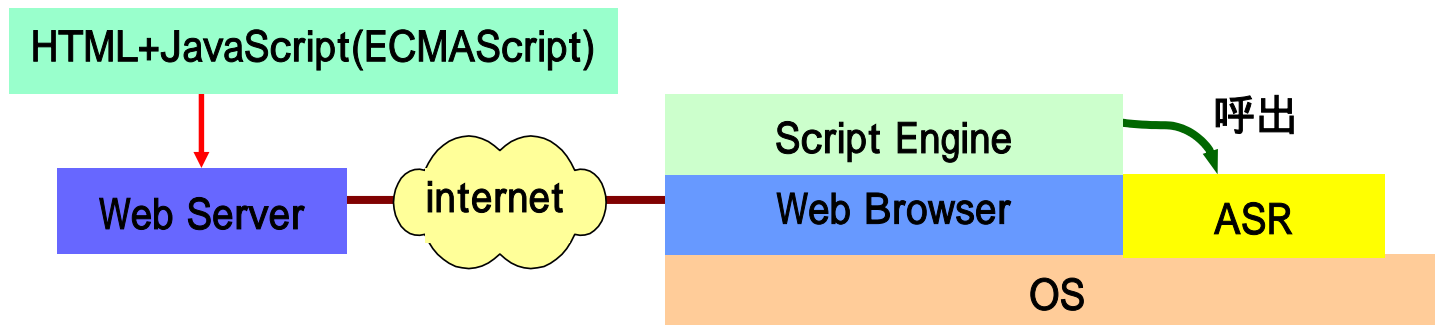 HTML+JavaScript(ECMAScript)
呼出
Script Engine
internet
Web Server
Web Browser
ASR
OS